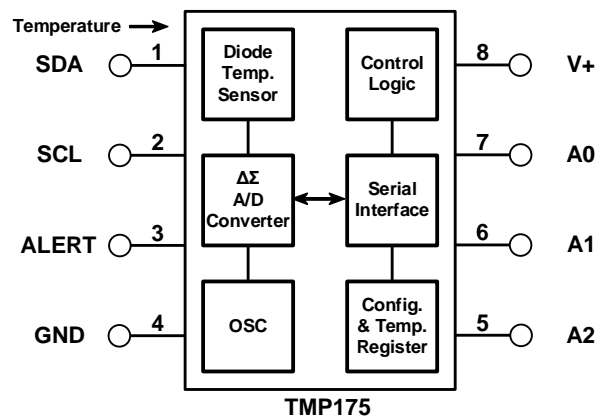 Temperature
SDA
1
SCL
2
ALERT
3
GND
4
Diode
Temp.
Sensor
ΔΣ
A/D
Converter
OSC
Control
Logic
Serial
Interface
Config.
& Temp.
Register
8
V+
7
A0
6
A1
5
A2
TMP175